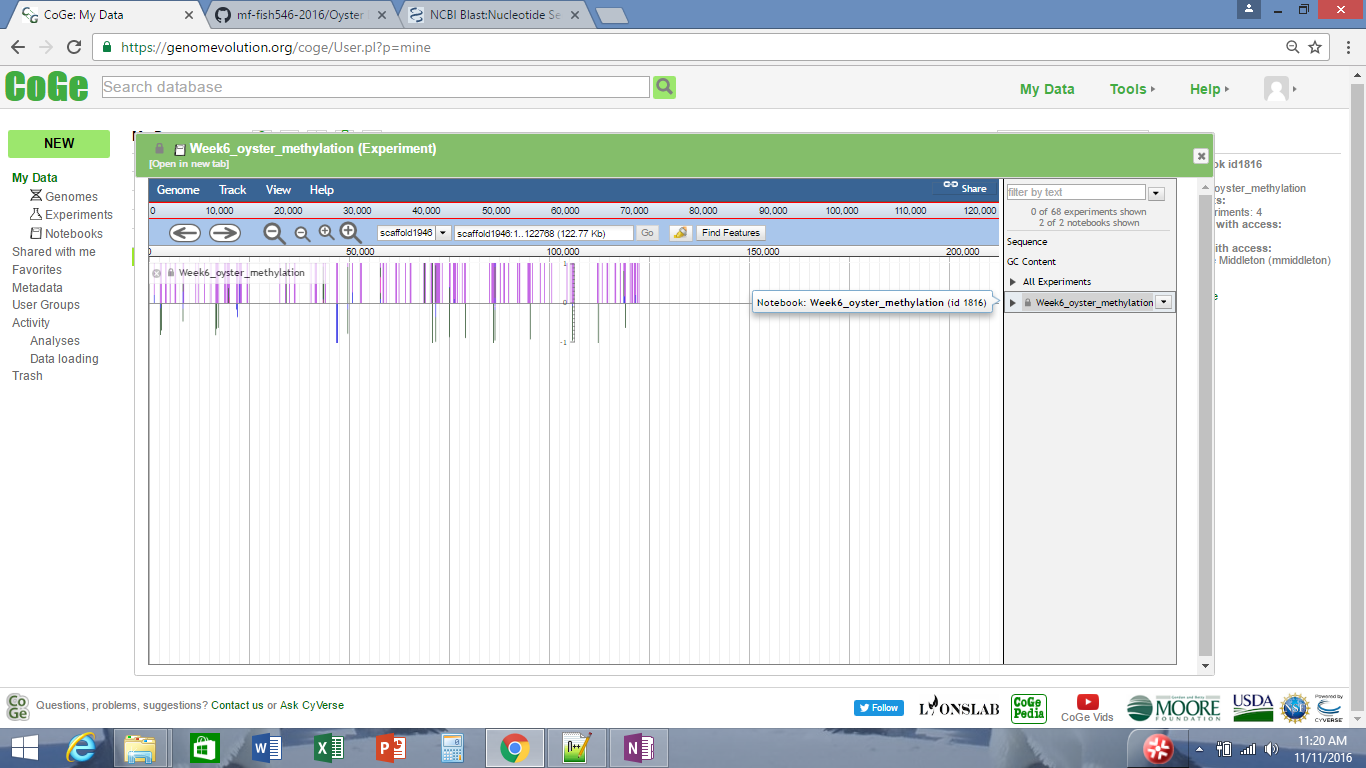 CoGe: My Data
mf-fish546-2016/Oyster
NCBI Blast:Nucleotide Se
https://genomevolution.org/coge/User.pl?p=mine
CoGe
Search database
My Data
Tools
Help
NEW
My Data
Genomes
Experiments
Notebooks
Shared with me
Favorites
Metadata
User Groups
Activity
Analyses
Data loading
Trash
Week6_oyster_methylation (Experiment)
[Open in new tab]
Genome Track View Help
Share
0 10,000 20,000 30,000 40,000 50,000 60,000 70,000 80,000 90,000 100,000 110,000 120,000
scaffold1946
scaffold1946:1..122768 (122.77 Kb)
Go
Find Features
50,000 100,000 150,000 200,000
Week6_oyster_methylation
1
0
-1
Notebook: Week6_oyster_methylation (id 1816)
filter by text
0 of 68 experiments shown
2 of 2 notebooks shown
Sequence
GC Content
All Experiments
Week6_oyster_methylation
ok id1816
oyster_methylation
ts:
eriments: 4
with access:
with access:
e Middleton (mmiddleton)
Co
Ge
Questions, problems, suggestions? Contact us or Ask CyVerse
Follow
LYONSLAB
CoGe
Pedia
CoGe Vids
MOORE
FOUNDATION
USDA
NSF
Powered by
CYVERSE
11:20 AM
11/11/2016